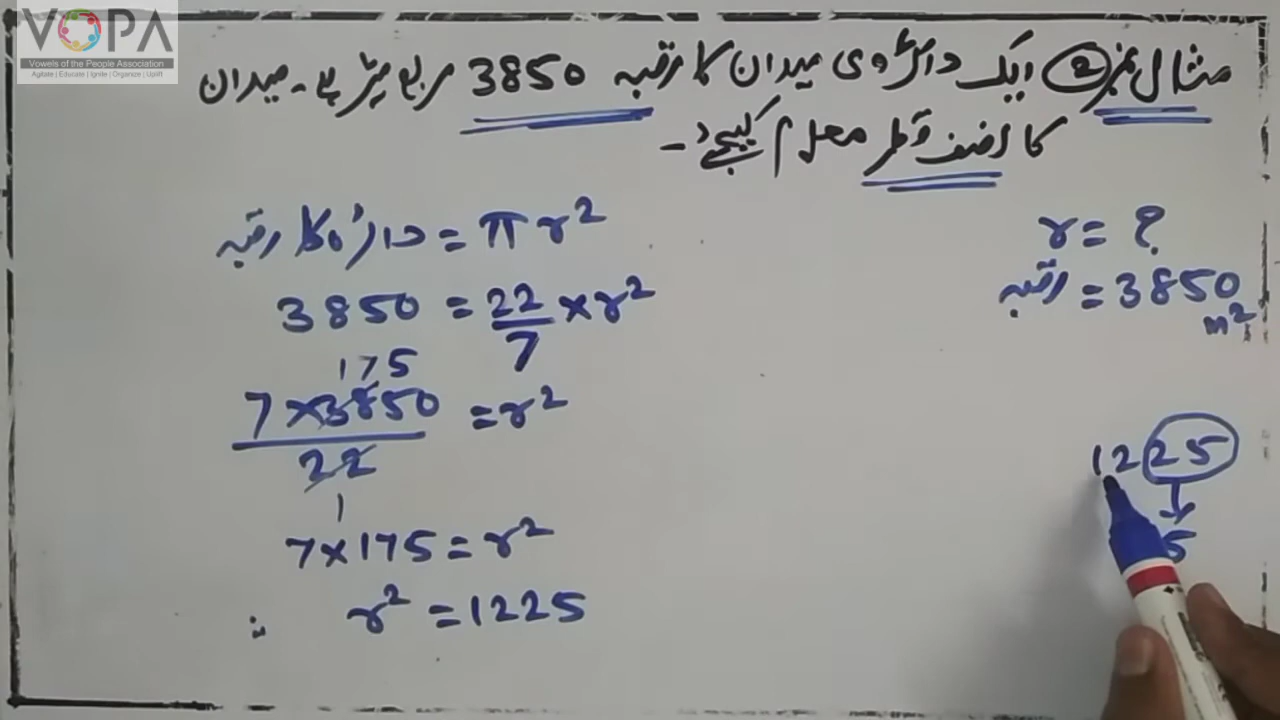 VOPA
Vowels of the People Association
Agitate | Educate | Ignite | Organize | Uplift
مثال نمبر ② ایک دائروی میدان کا رقبہ 3850 مربع میٹر ہے۔ میدان
کا نصف قطر معلوم کیجیے۔
دائرہ کا رقبہ = π r²
3850 = 22/7 × r²
175
7 × 3850 / 22 = r²
1
7 × 175 = r²
∴ r² = 1225
r = ?
رقبہ = 3850 m²
1225
5